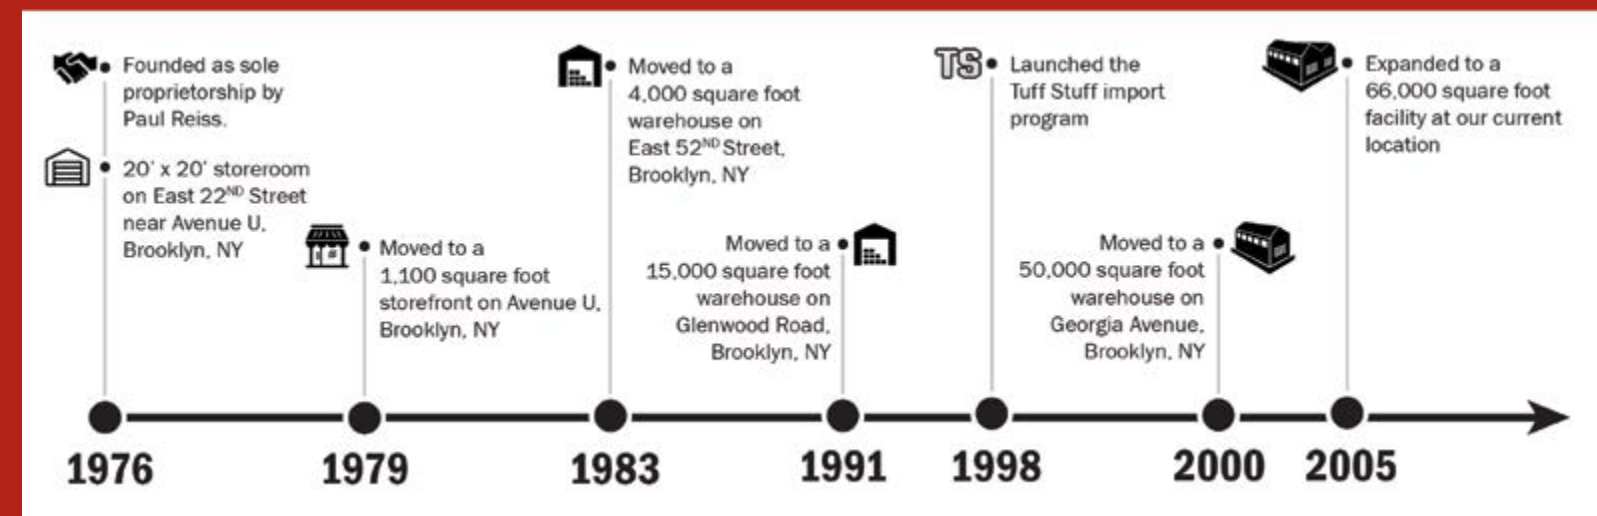 Founded as sole
proprietorship by
Paul Reiss.
20' x 20' storeroom
on East 22ND Street
near Avenue U,
Brooklyn, NY
Moved to a
1,100 square foot
storefront on Avenue U,
Brooklyn, NY
Moved to a
4,000 square foot
warehouse on
East 52ND Street,
Brooklyn, NY
Moved to a
15,000 square foot
warehouse on
Glenwood Road,
Brooklyn, NY
TS
Launched the
Tuff Stuff import
program
Moved to a
50,000 square foot
warehouse on
Georgia Avenue,
Brooklyn, NY
Expanded to a
66,000 square foot
facility at our current
location
1976 1979 1983 1991 1998 2000 2005